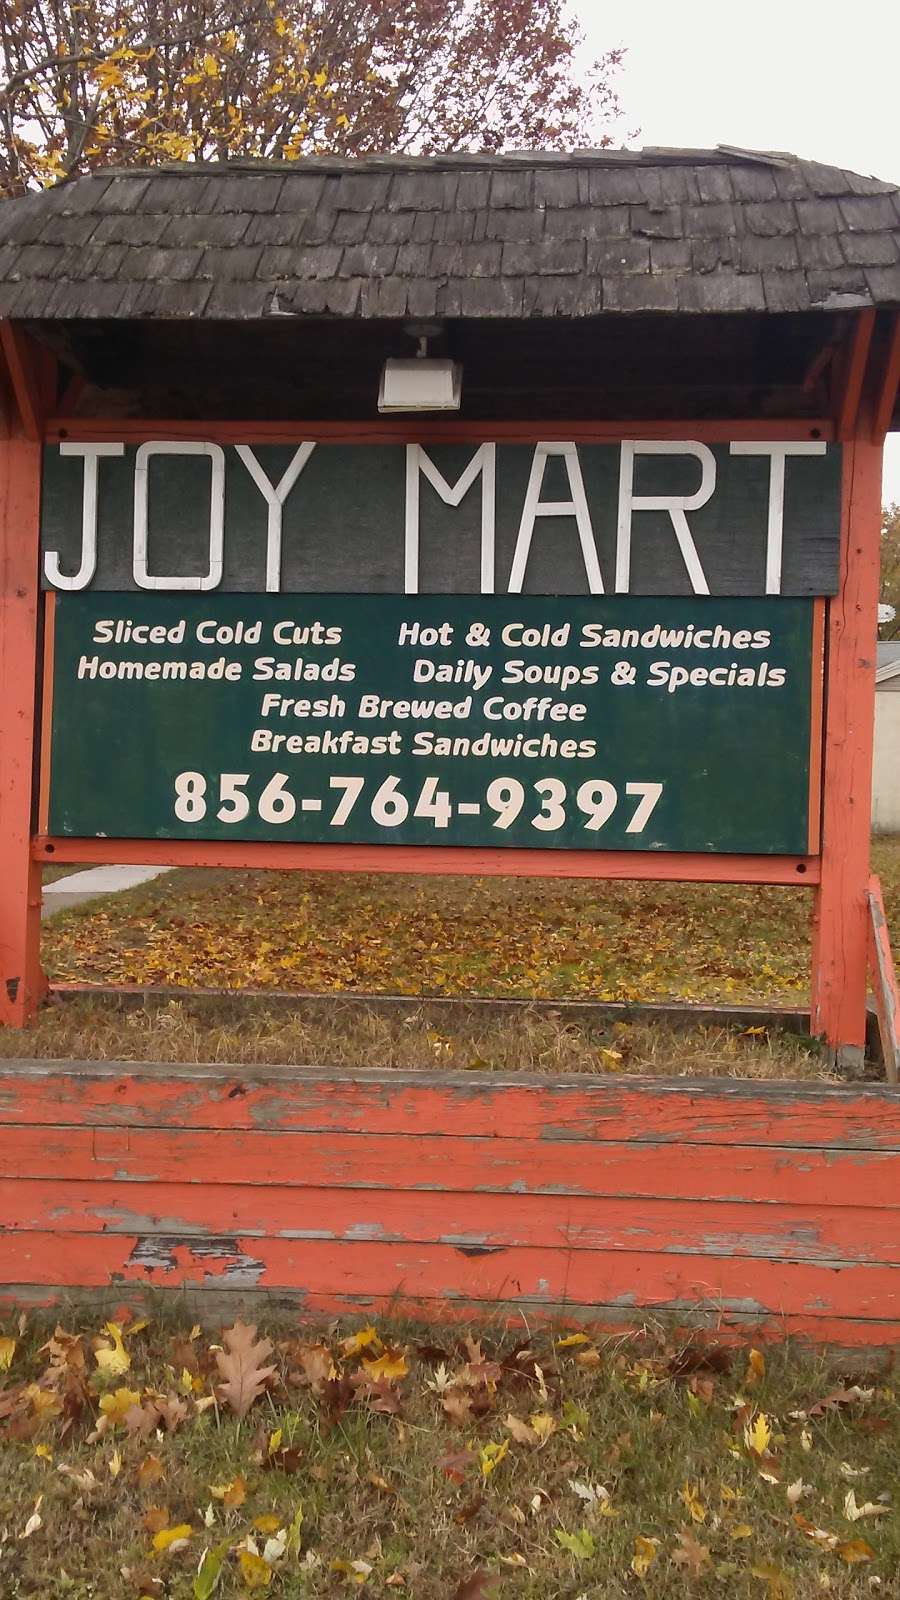 JOY MART
Sliced Cold Cuts Hot & Cold Sandwiches
Homemade Salads Daily Soups & Specials
Fresh Brewed Coffee
Breakfast Sandwiches
856-764-9397